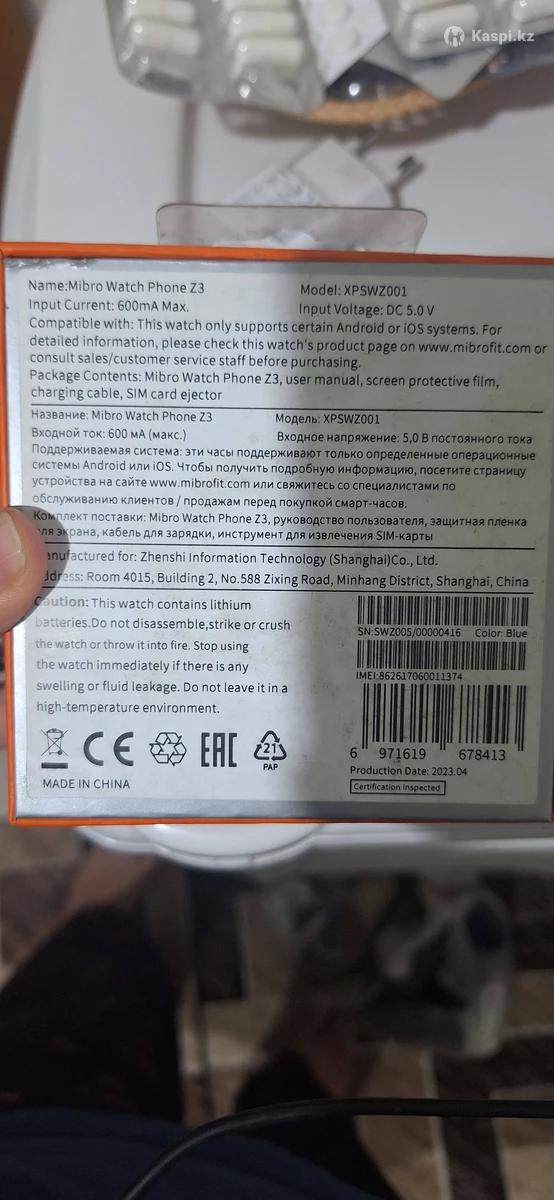 Kaspi.kz
Name:Mibro Watch Phone Z3 Model: XPSWZ001
Input Current: 600mA Max. Input Voltage: DC 5.0 V
Compatible with: This watch only supports certain Android or iOS systems. For
detailed information, please check this watch's product page on www.mibrofit.com or
consult sales/customer service staff before purchasing.
Package Contents: Mibro Watch Phone Z3, user manual, screen protective film,
charging cable, SIM card ejector
Название: Mibro Watch Phone Z3 Модель: XPSWZ001
Входной ток: 600 мА (макс.) Входное напряжение: 5,0 В постоянного тока
Поддерживаемая система: эти часы поддерживают только определенные операционные
системы Android или iOS. Чтобы получить подробную информацию, посетите страницу
устройства на сайте www.mibrofit.com или свяжитесь со специалистами по
обслуживанию клиентов / продажам перед покупкой смарт-часов.
Комплект поставки: Mibro Watch Phone Z3, руководство пользователя, защитная пленка
для экрана, кабель для зарядки, инструмент для извлечения SIM-карты
anufactured for: Zhenshi Information Technology (Shanghai)Co., Ltd.
ddress: Room 4015, Building 2, No.588 Zixing Road, Minhang District, Shanghai, China
Caution: This watch contains lithium
batteries.Do not disassemble,strike or crush
the watch or throw it into fire. Stop using
the watch immediately if there is any
swelling or fluid leakage. Do not leave it in a
high-temperature environment.
SN:SWZ005/00000416 Color: Blue
IMEI:862617060011374
6 971619 678413
Production Date: 2023.04
Certification Inspected
CE EAC 21
PAP
MADE IN CHINA